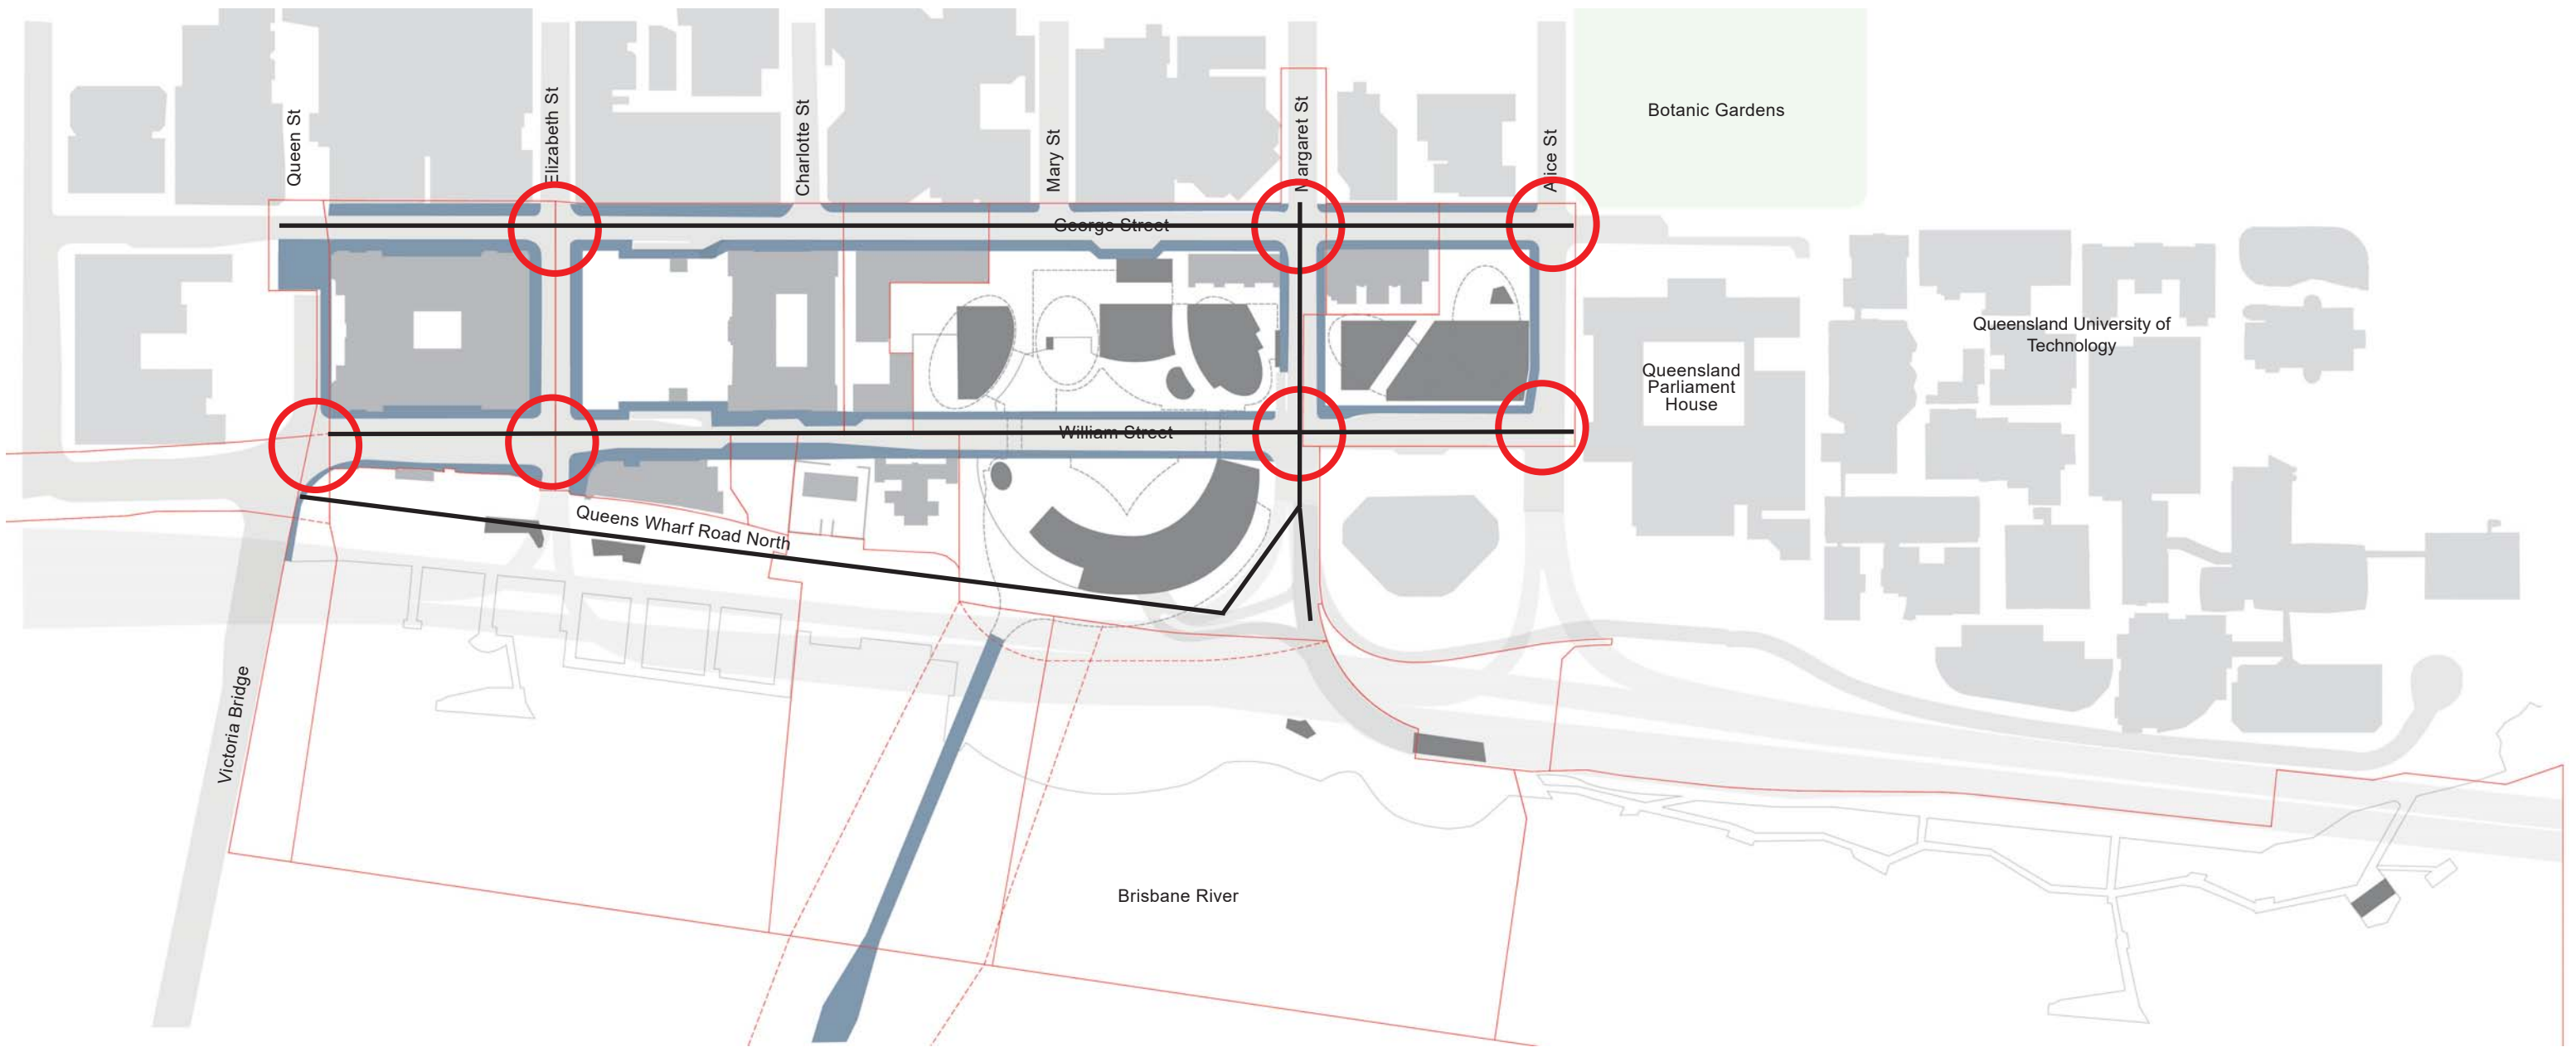 Queen St
Elizabeth St
Charlotte St
Mary St
Margaret St
Alice St
Botanic Gardens
George Street
Queensland University of
Technology
Queensland
Parliament
House
William Street
Queens Wharf Road North
Victoria Bridge
Brisbane River